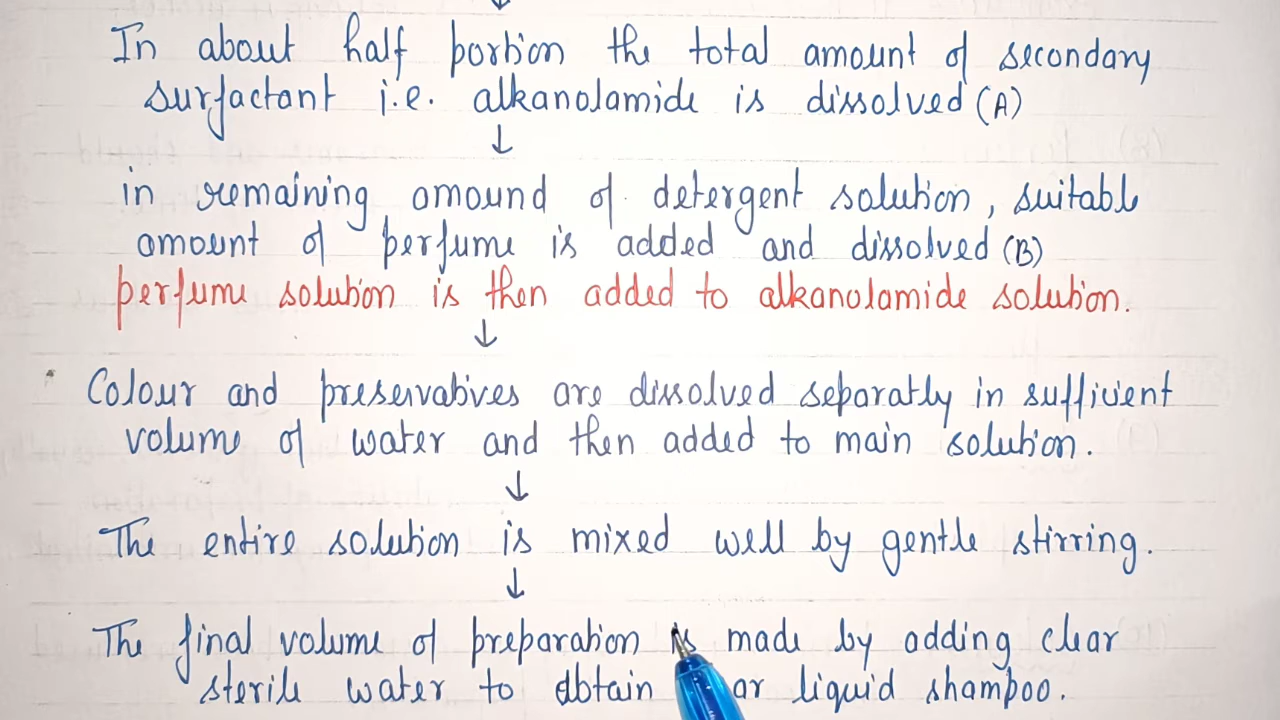 ↓
In about half portion the total amount of secondary
surfactant i.e. alkanolamide is dissolved (A)
↓
in remaining amound of detergent solution, suitable
amount of perfume is added and dissolved (B)
perfume solution is then added to alkanolamide solution.
↓
Colour and preservatives are dissolved separatly in sufficient
volume of water and then added to main solution.
↓
The entire solution is mixed well by gentle stirring.
↓
The final volume of preparation is made by adding clear
sterile water to obtain ar liquid shampoo.